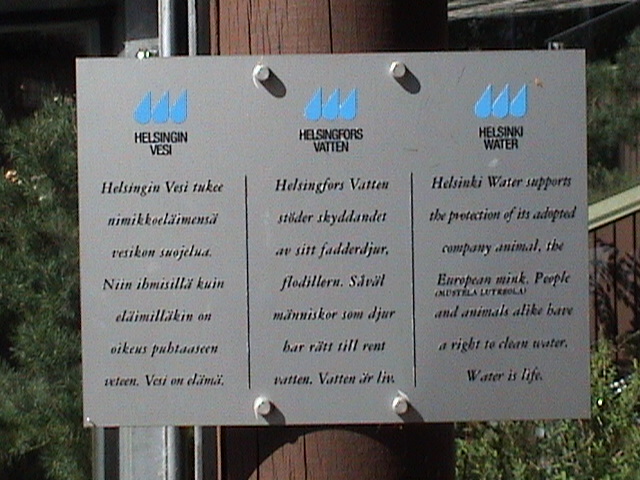 HELSINGIN
VESI
Helsingin Vesi tukee
nimikkoeläimensä
vesikon suojelua.
Niin ihmisillä kuin
eläimilläkin on
oikeus puhtaaseen
veteen. Vesi on elämä.
HELSINGFORS
VATTEN
Helsingfors Vatten
stöder skyddandet
av sitt fadderdjur,
flodillern. Såväl
människor som djur
har rätt till rent
vatten. Vatten är liv.
HELSINKI
WATER
Helsinki Water supports
the protection of its adopted
company animal, the
European mink. People
(MUSTELA LUTREOLA)
and animals alike have
a right to clean water.
Water is life.